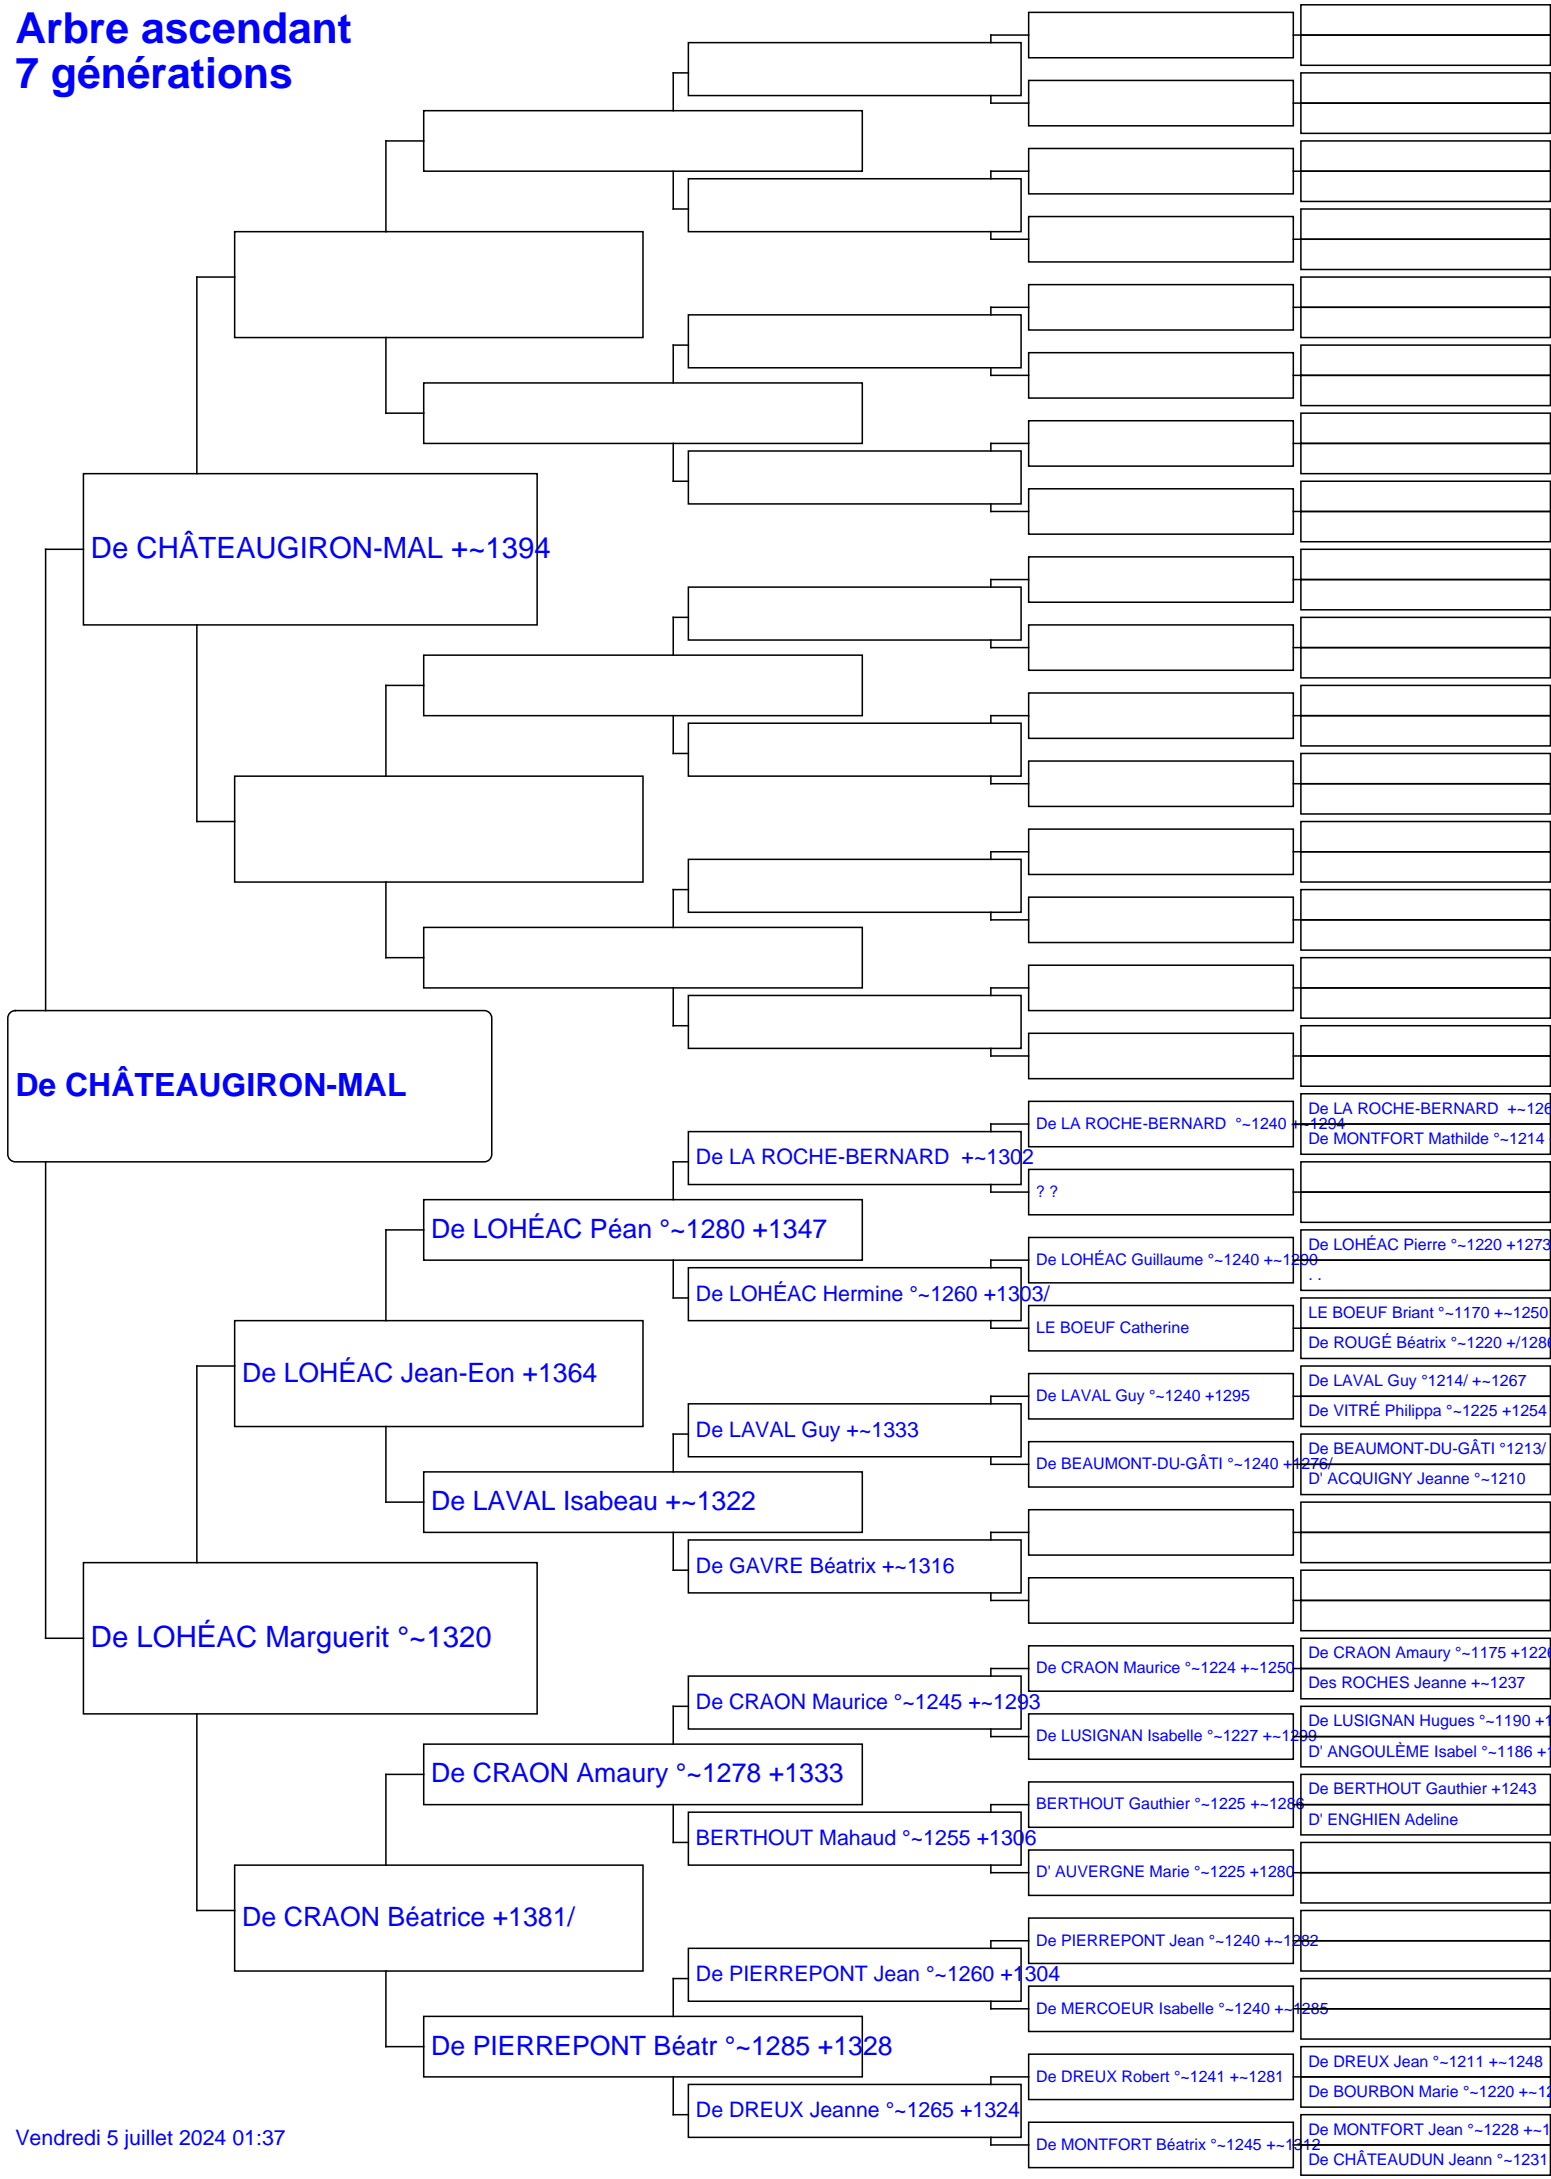 Arbre ascendant
7 générations
De CHÂTEAUGIRON-MAL +~1394
De CHÂTEAUGIRON-MAL
De LA ROCHE-BERNARD +~126
De LA ROCHE-BERNARD °~1240 +~1294
De MONTFORT Mathilde °~1214
De LA ROCHE-BERNARD +~1302
? ?
De LOHÉAC Péan °~1280 +1347
De LOHÉAC Pierre °~1220 +1273
De LOHÉAC Guillaume °~1240 +~1290
. .
De LOHÉAC Hermine °~1260 +1303/
LE BOEUF Briant °~1170 +~1250
LE BOEUF Catherine
De ROUGÉ Béatrix °~1220 +/1286
De LOHÉAC Jean-Eon +1364
De LAVAL Guy °1214/ +~1267
De LAVAL Guy °~1240 +1295
De VITRÉ Philippa °~1225 +1254
De LAVAL Guy +~1333
De BEAUMONT-DU-GÂTI °1213/
De BEAUMONT-DU-GÂTI °~1240 +1276/
D' ACQUIGNY Jeanne °~1210
De LAVAL Isabeau +~1322
De GAVRE Béatrix +~1316
De LOHÉAC Marguerit °~1320
De CRAON Amaury °~1175 +1226
De CRAON Maurice °~1224 +~1250
Des ROCHES Jeanne +~1237
De CRAON Maurice °~1245 +~1293
De LUSIGNAN Hugues °~1190 +1
De LUSIGNAN Isabelle °~1227 +~1299
D' ANGOULÈME Isabel °~1186 +1
De CRAON Amaury °~1278 +1333
De BERTHOUT Gauthier +1243
BERTHOUT Gauthier °~1225 +~1286
D' ENGHIEN Adeline
BERTHOUT Mahaud °~1255 +1306
D' AUVERGNE Marie °~1225 +1280
De CRAON Béatrice +1381/
De PIERREPONT Jean °~1240 +~1282
De PIERREPONT Jean °~1260 +1304
De MERCOEUR Isabelle °~1240 +~1285
De PIERREPONT Béatr °~1285 +1328
De DREUX Jean °~1211 +~1248
De DREUX Robert °~1241 +~1281
De BOURBON Marie °~1220 +~12
De DREUX Jeanne °~1265 +1324
De MONTFORT Jean °~1228 +~1
De MONTFORT Béatrix °~1245 +~1312
De CHÂTEAUDUN Jeann °~1231
Vendredi 5 juillet 2024 01:37